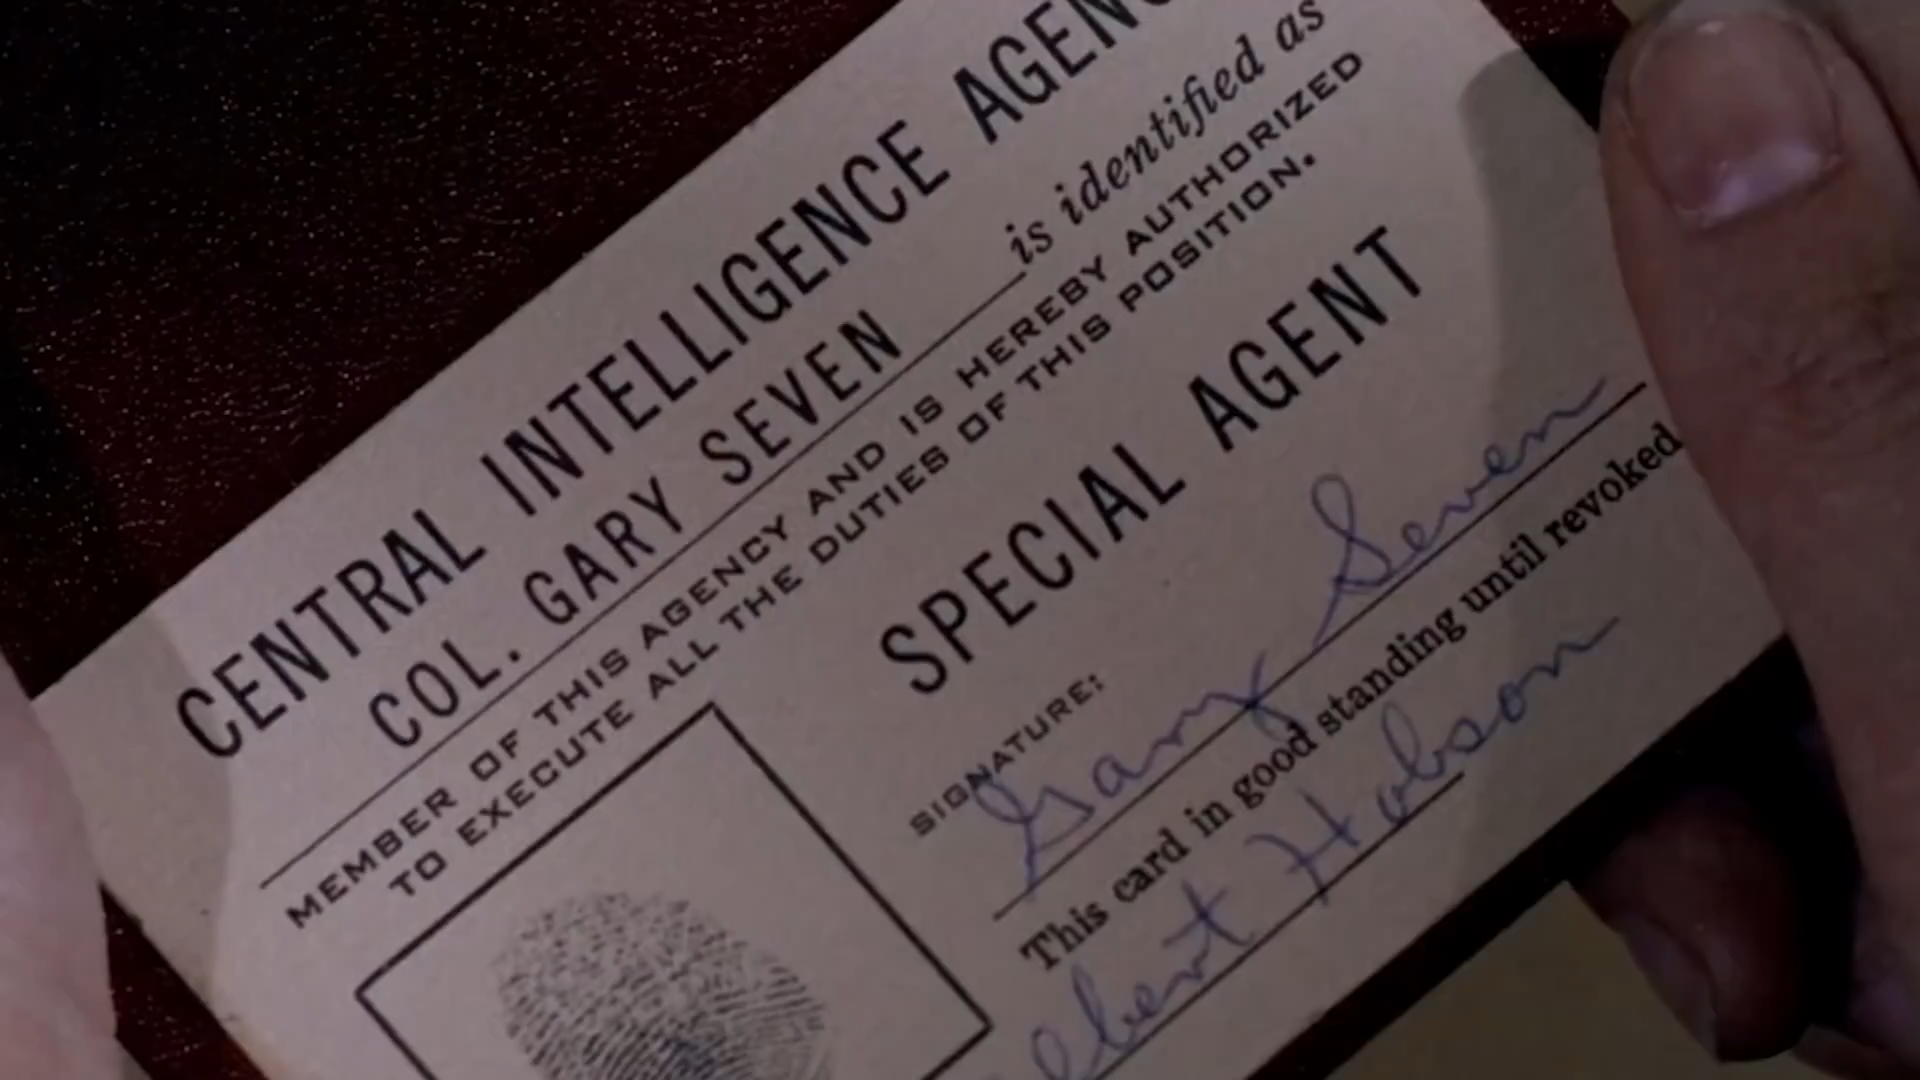 CENTRAL INTELLIGENCE AGENC
COL. GARY SEVEN is identified as
MEMBER OF THIS AGENCY AND IS HEREBY AUTHORIZED
TO EXECUTE ALL THE DUTIES OF THIS POSITION.
SPECIAL AGENT
SIGNATURE: Gary Seven
This card in good standing until revoked
lbert Hobson